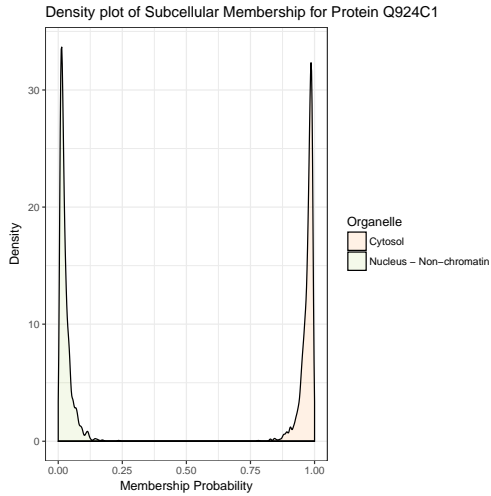 Density plot of Subcellular Membership for Protein Q924C1
30
20
10
0
Density
0.00 0.25 0.50 0.75 1.00
Membership Probability
Organelle
Cytosol
Nucleus − Non−chromatin